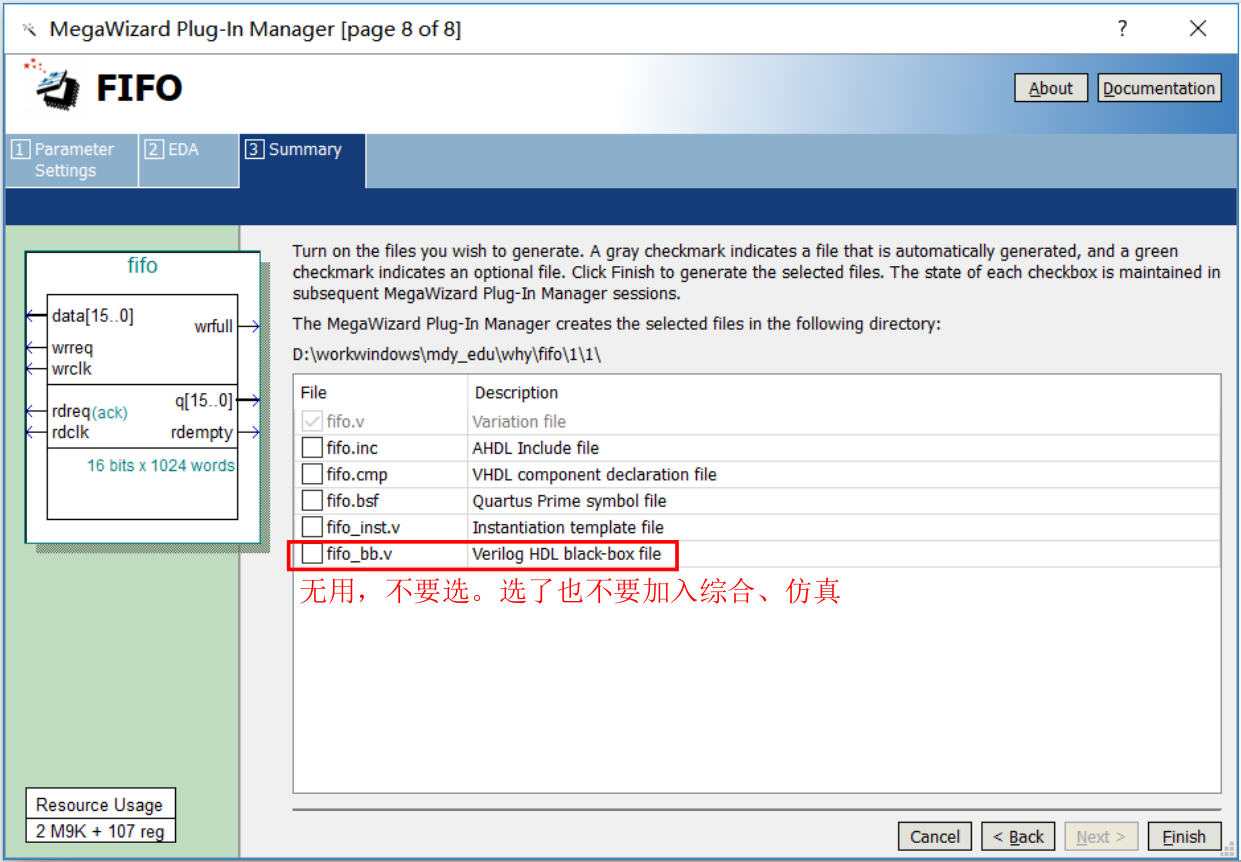 MegaWizard Plug-In Manager [page 8 of 8]
?
FIFO
About
Documentation
1 Parameter
Settings
2 EDA
3 Summary
fifo
data[15..0]
wrfull
wrreq
wrclk
q[15..0]
rdreq(ack)
rdclk
rdempty
16 bits x 1024 words
Resource Usage
2 M9K + 107 reg
Turn on the files you wish to generate. A gray checkmark indicates a file that is automatically generated, and a green
checkmark indicates an optional file. Click Finish to generate the selected files. The state of each checkbox is maintained in
subsequent MegaWizard Plug-In Manager sessions.
The MegaWizard Plug-In Manager creates the selected files in the following directory:
D:\workwindows\mdy_edu\why\fifo\1\1\
File Description
fifo.v Variation file
fifo.inc AHDL Include file
fifo.cmp VHDL component declaration file
fifo.bsf Quartus Prime symbol file
fifo_inst.v Instantiation template file
fifo_bb.v Verilog HDL black-box file
无用，不要选。选了也不要加入综合、仿真
Cancel
< Back
Next >
Finish